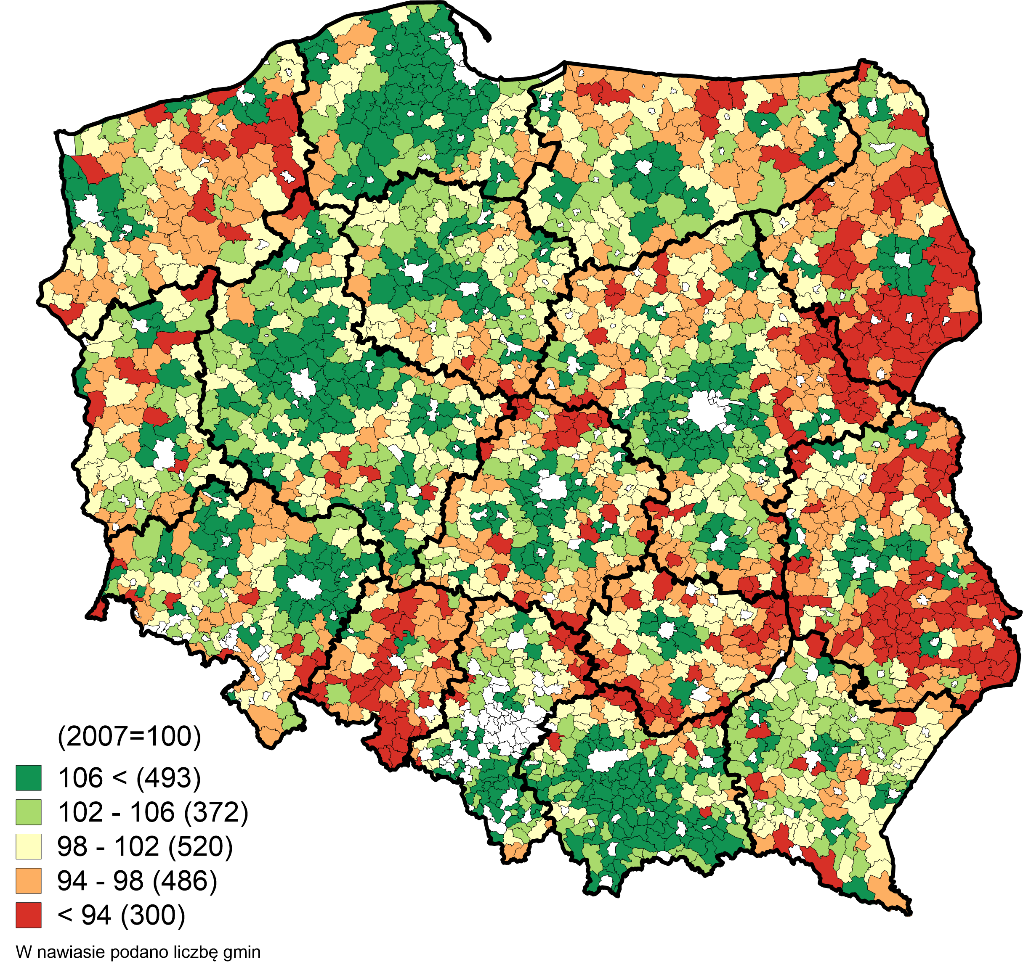 (2007=100)
106 < (493)
102 - 106 (372)
98 - 102 (520)
94 - 98 (486)
< 94 (300)
W nawiasie podano liczbę gmin